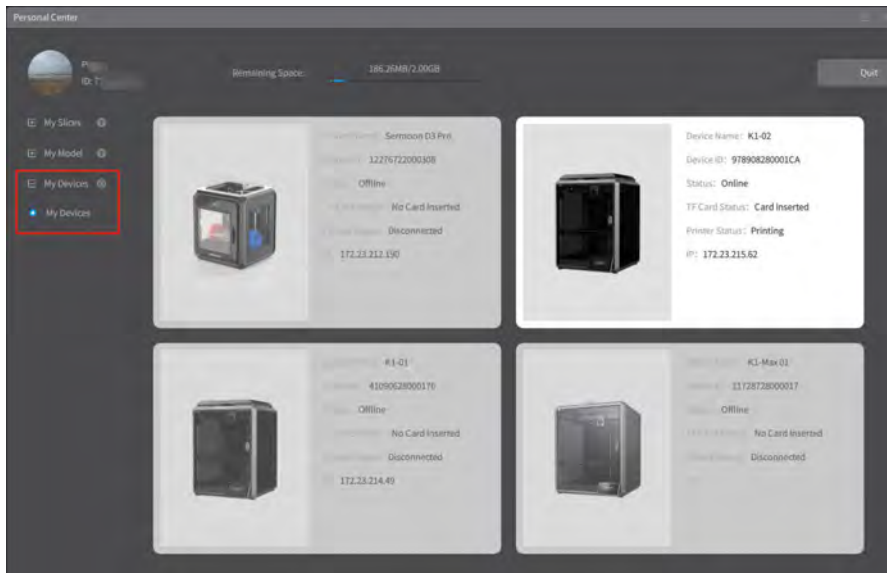 Personal Center
ID: 7
Remaining Space: 186.26MB/2.00GB
Quit
My Slices
My Model
My Devices
My Devices
Sermoon D3 Pro
12276722000308
Offline
No Card Inserted
Disconnected
172.23.212.190
Device Name: K1-02
Device ID: 978908280001CA
Status: Online
TF Card Status: Card Inserted
Printer Status: Printing
IP: 172.23.215.62
K1-01
41090628000170
Offline
No Card Inserted
Disconnected
172.23.214.49
K1-Max 01
11728728000017
Offline
No Card Inserted
Disconnected